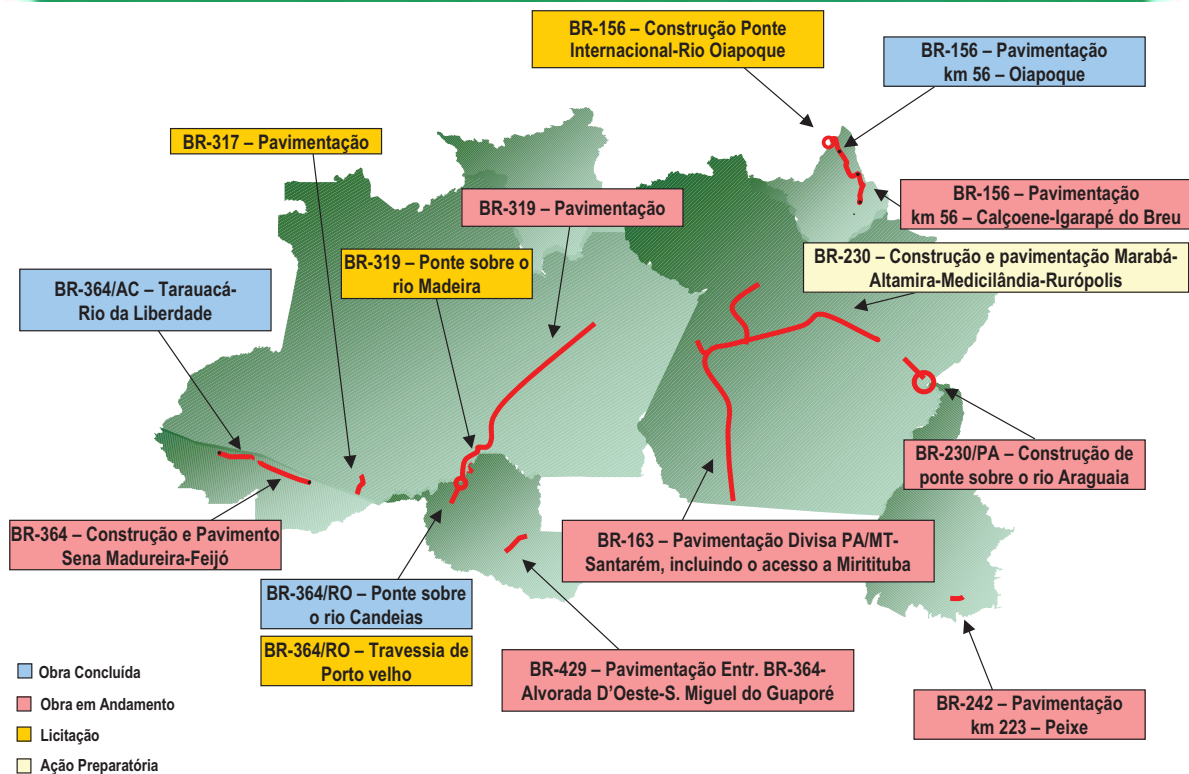 BR-156 – Construção Ponte
Internacional-Rio Oiapoque
BR-156 – Pavimentação
km 56 – Oiapoque
BR-317 – Pavimentação
BR-319 – Pavimentação
BR-156 – Pavimentação
km 56 – Calçoene-Igarapé do Breu
BR-319 – Ponte sobre o
rio Madeira
BR-230 – Construção e pavimentação Marabá-
Altamira-Medicilândia-Rurópolis
BR-364/AC – Tarauacá-
Rio da Liberdade
BR-230/PA – Construção de
ponte sobre o rio Araguaia
BR-364 – Construção e Pavimento
Sena Madureira-Feijó
BR-163 – Pavimentação Divisa PA/MT-
Santarém, incluindo o acesso a Miritituba
BR-364/RO – Ponte sobre
o rio Candeias
BR-364/RO – Travessia de
Porto velho
BR-429 – Pavimentação Entr. BR-364-
Alvorada D'Oeste-S. Miguel do Guaporé
BR-242 – Pavimentação
km 223 – Peixe
Obra Concluída
Obra em Andamento
Licitação
Ação Preparatória